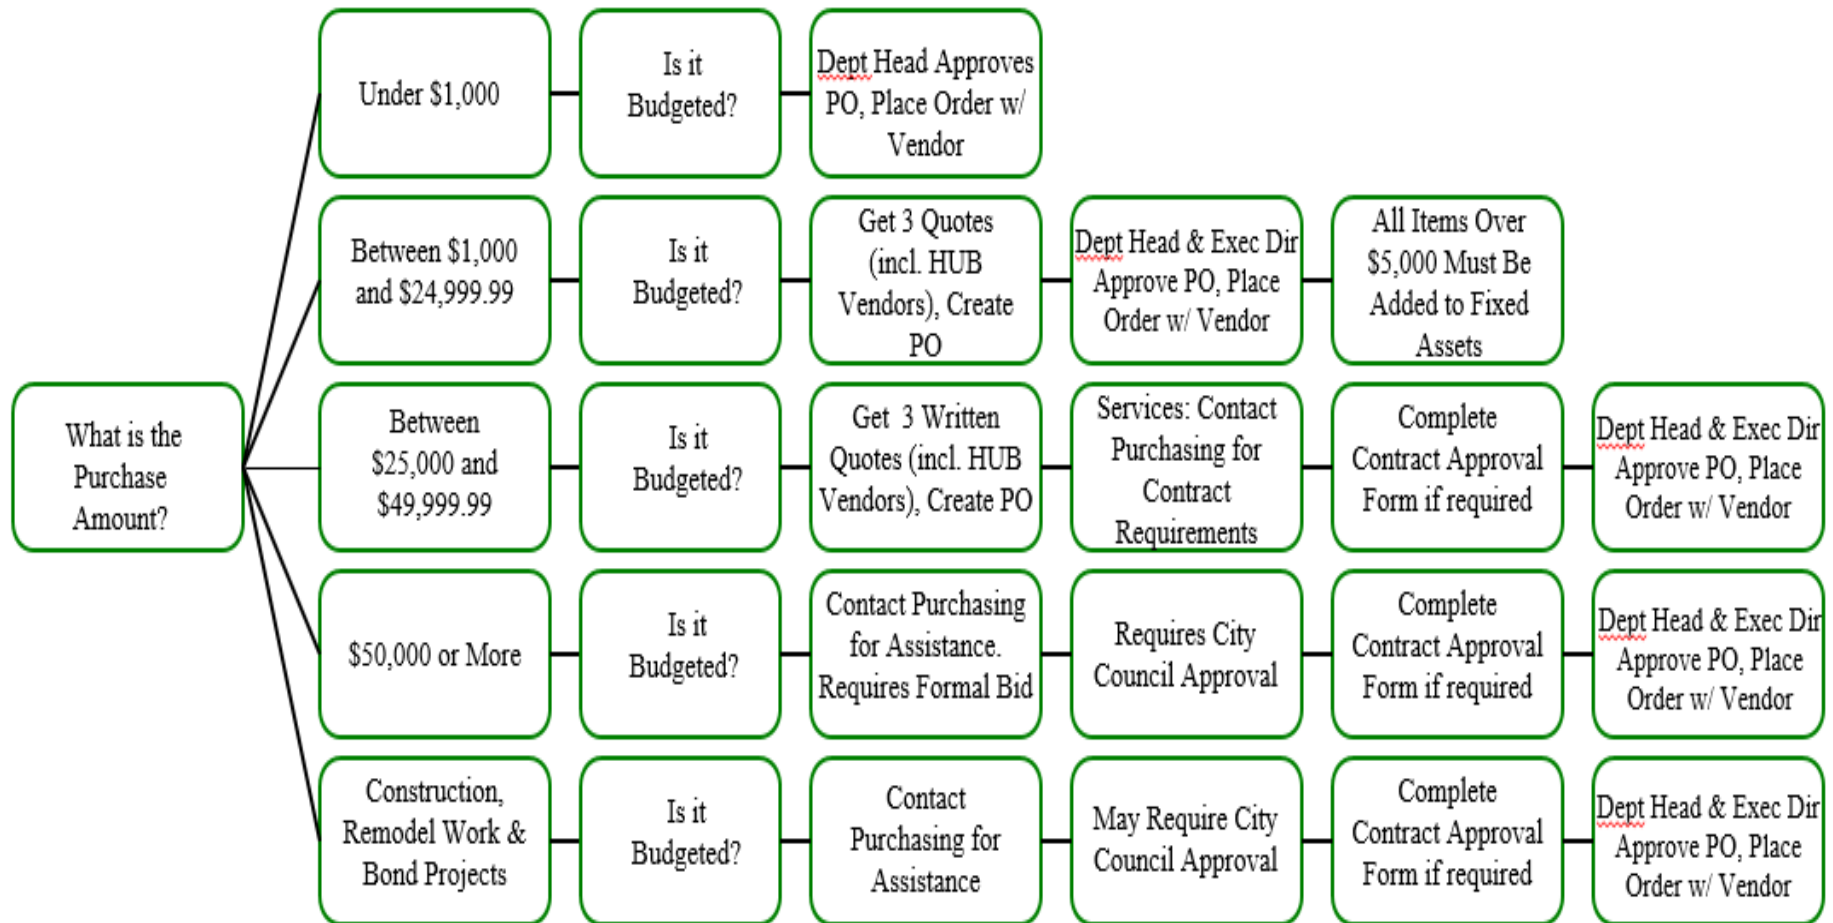 Under $1,000
Is it
Budgeted?
Dept Head Approves
PO, Place Order w/
Vendor
Between $1,000
and $24,999.99
Is it
Budgeted?
Get 3 Quotes
(incl. HUB
Vendors), Create
PO
Dept Head & Exec Dir
Approve PO, Place
Order w/ Vendor
All Items Over
$5,000 Must Be
Added to Fixed
Assets
What is the
Purchase
Amount?
Between
$25,000 and
$49,999.99
Is it
Budgeted?
Get 3 Written
Quotes (incl. HUB
Vendors), Create PO
Services: Contact
Purchasing for
Contract
Requirements
Complete
Contract Approval
Form if required
Dept Head & Exec Dir
Approve PO, Place
Order w/ Vendor
$50,000 or More
Is it
Budgeted?
Contact Purchasing
for Assistance.
Requires Formal Bid
Requires City
Council Approval
Complete
Contract Approval
Form if required
Dept Head & Exec Dir
Approve PO, Place
Order w/ Vendor
Construction,
Remodel Work &
Bond Projects
Is it
Budgeted?
Contact
Purchasing for
Assistance
May Require City
Council Approval
Complete
Contract Approval
Form if required
Dept Head & Exec Dir
Approve PO, Place
Order w/ Vendor